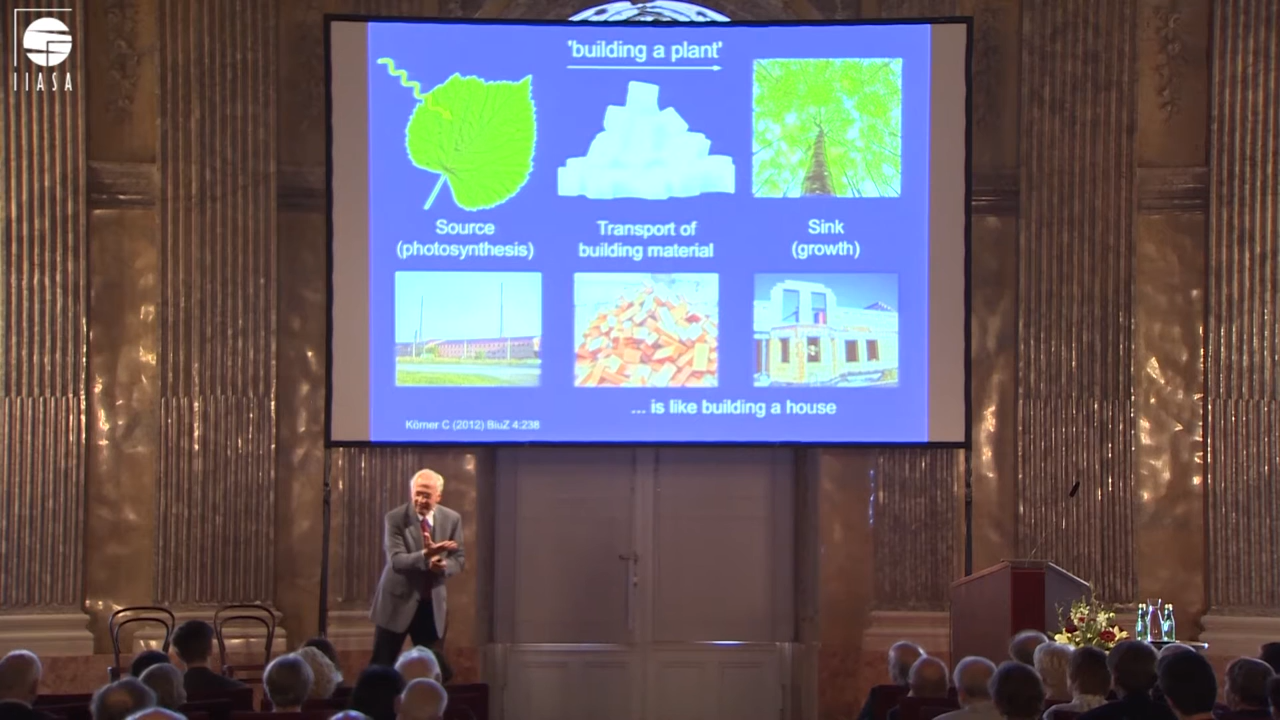 IIASA
'building a plant'
Source
(photosynthesis)
Transport of
building material
Sink
(growth)
... is like building a house
Körner C (2012) BiuZ 4:238